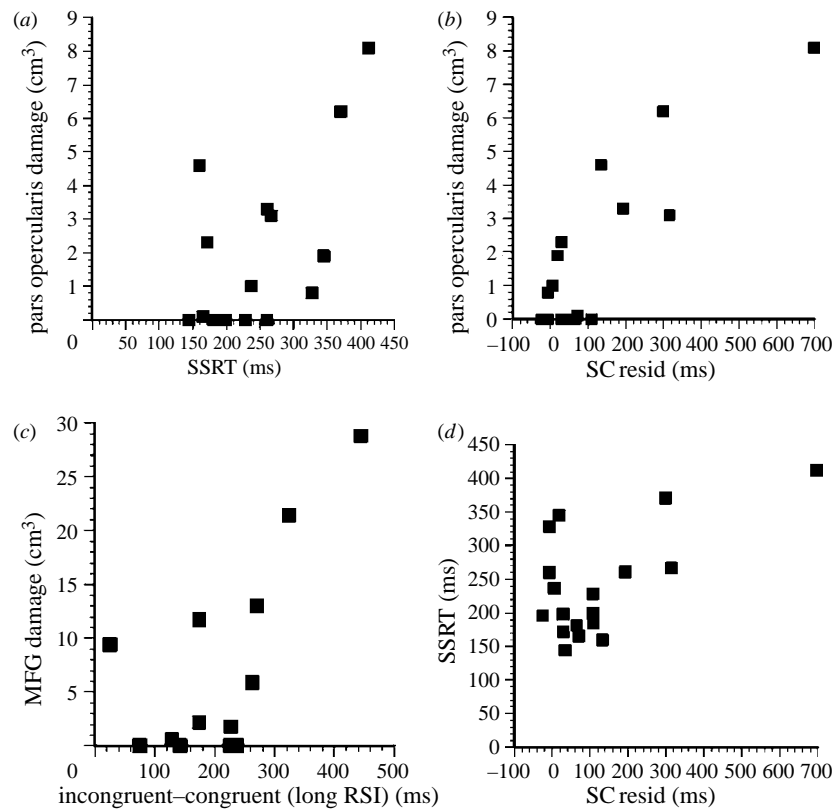 (a)
9
8
7
6
5
4
3
2
1
0
50 100 150 200 250 300 350 400 450
pars opercularis damage (cm³)
SSRT (ms)
(b)
9
8
7
6
5
4
3
2
1
0
–100 0 100 200 300 400 500 600 700
pars opercularis damage (cm³)
SC resid (ms)
(c)
30
25
20
15
10
5
0
100 200 300 400 500
MFG damage (cm³)
incongruent–congruent (long RSI) (ms)
(d)
450
400
350
300
250
200
150
100
50
0
–100 0 100 200 300 400 500 600 700
SSRT (ms)
SC resid (ms)